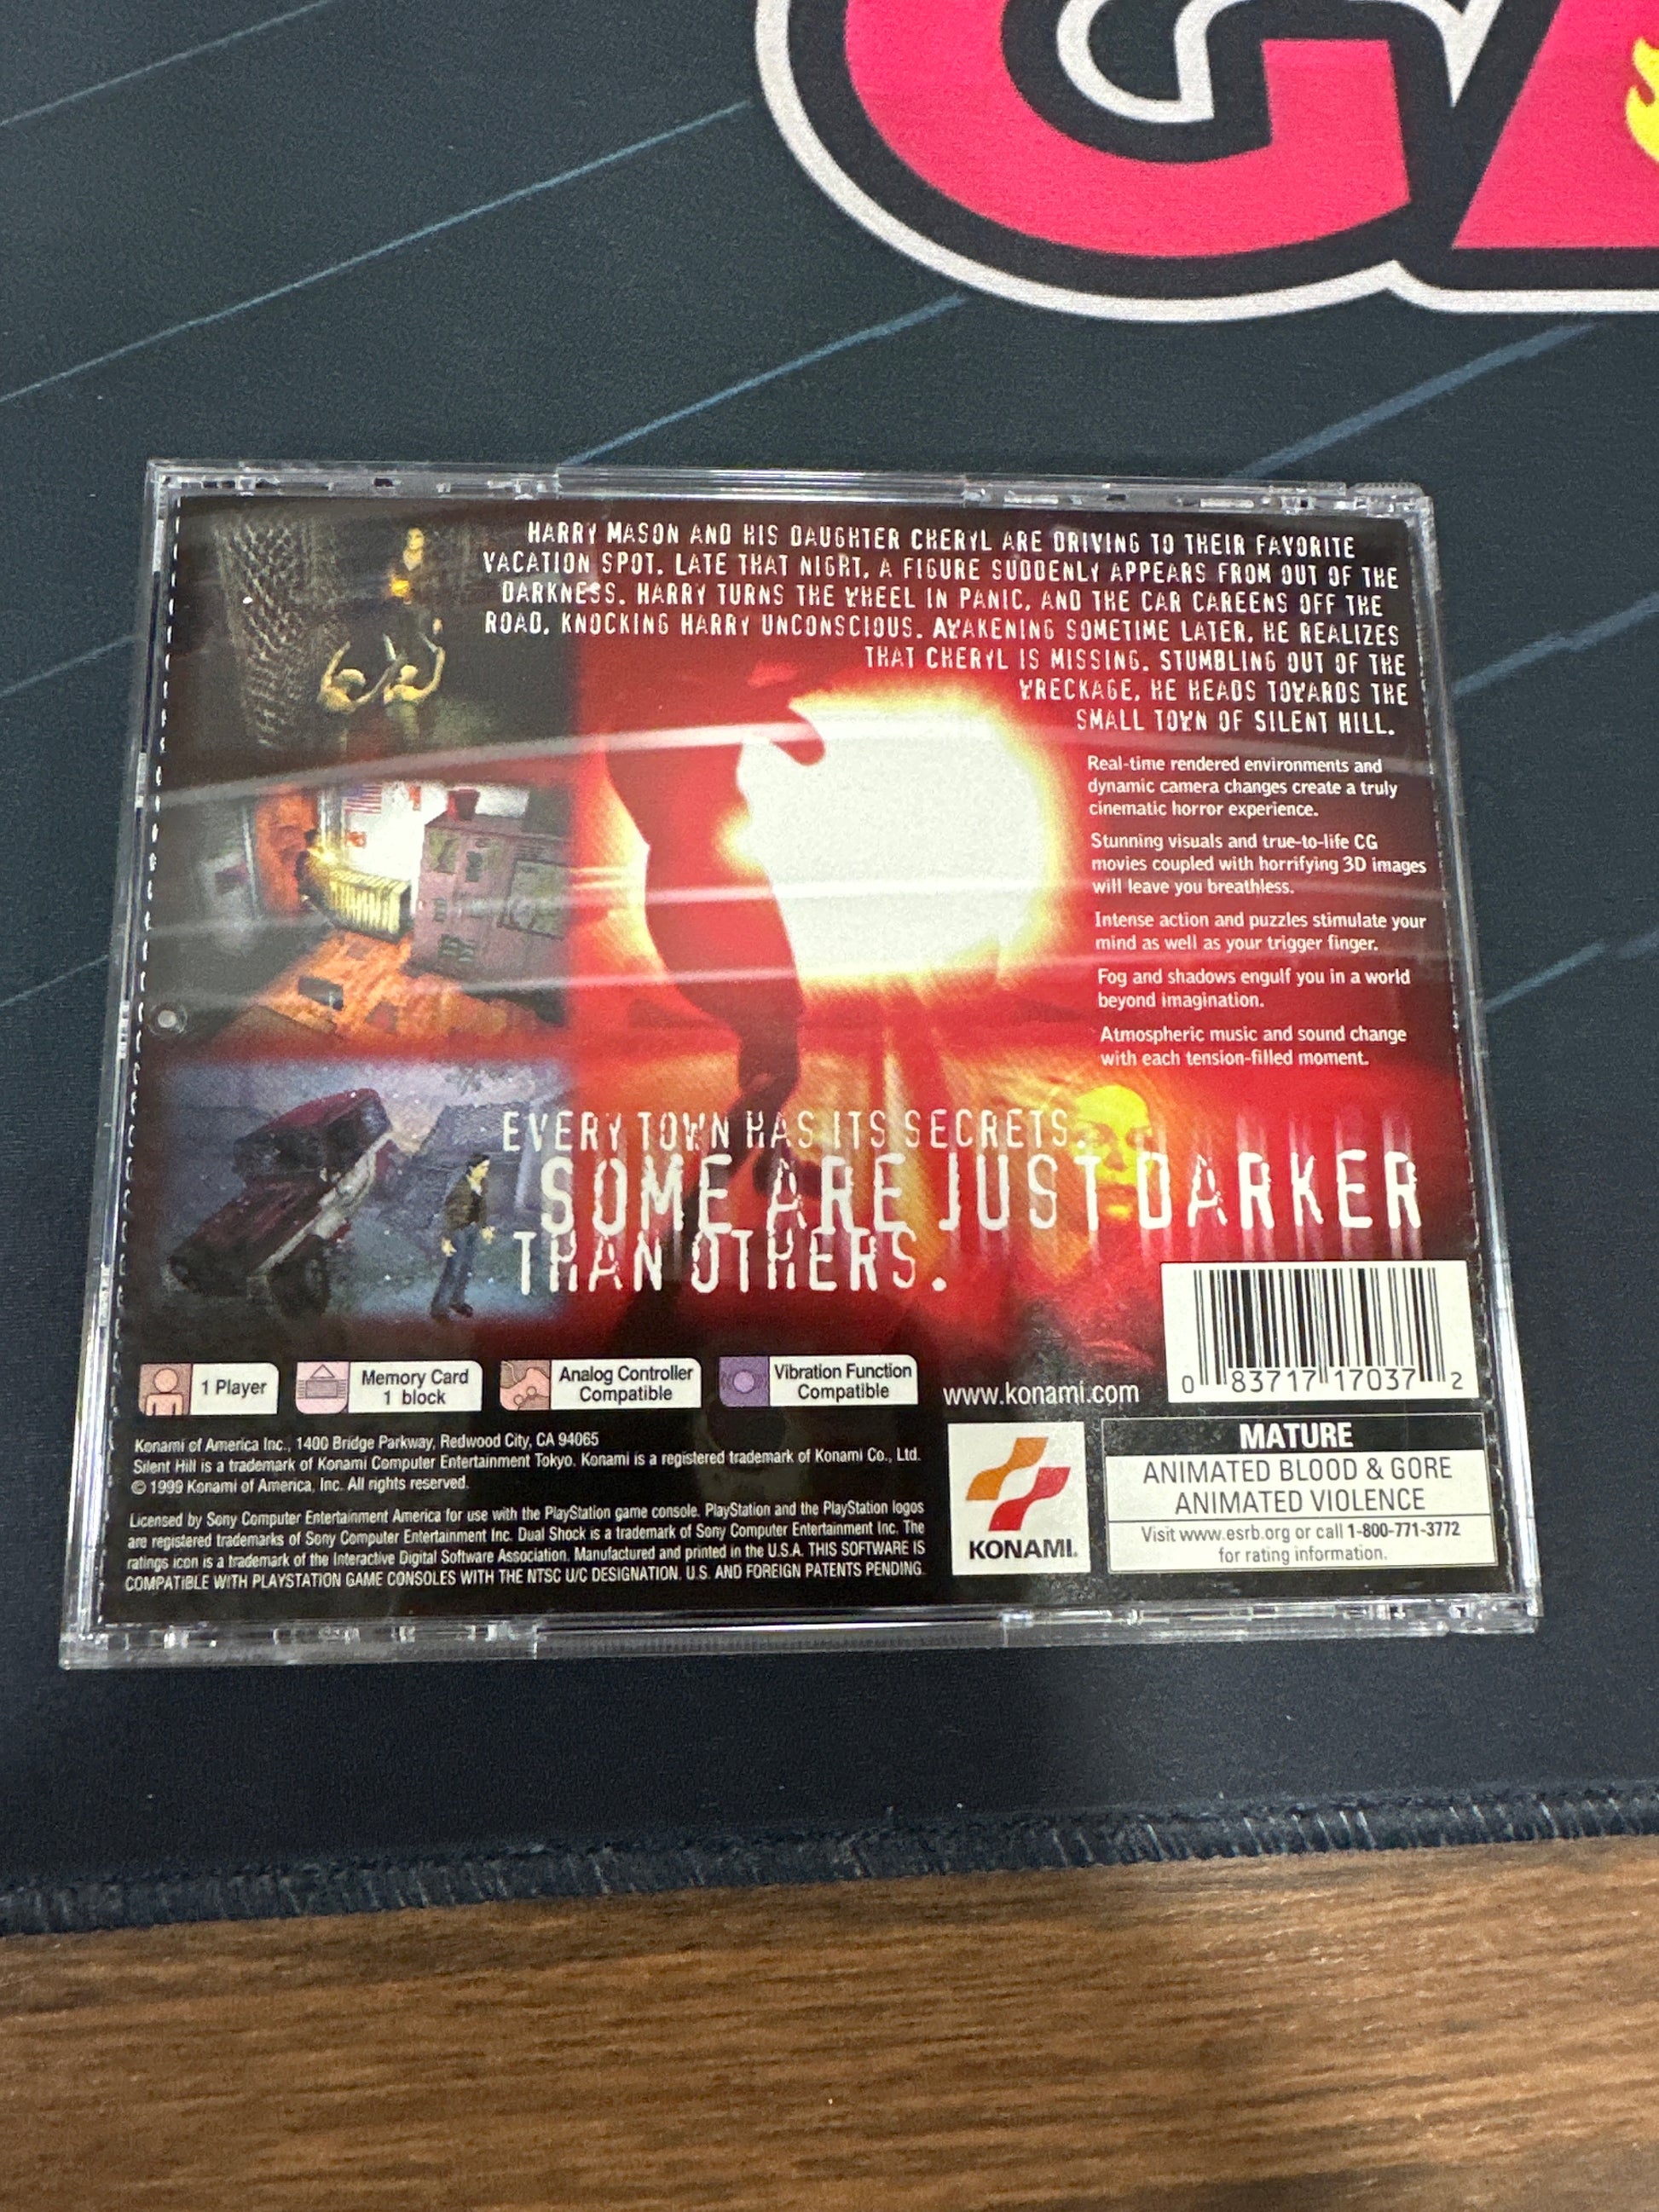 HARRY MASON AND HIS DAUGHTER CHERYL ARE DRIVING TO THEIR FAVORITE
VACATION SPOT. LATE THAT NIGHT, A FIGURE SUDDENLY APPEARS FROM OUT OF THE
DARKNESS. HARRY TURNS THE WHEEL IN PANIC, AND THE CAR CAREENS OFF THE
ROAD, KNOCKING HARRY UNCONSCIOUS. AWAKENING SOMETIME LATER, HE REALIZES
THAT CHERYL IS MISSING. STUMBLING OUT OF THE
WRECKAGE, HE HEADS TOWARDS THE
SMALL TOWN OF SILENT HILL.
Real-time rendered environments and
dynamic camera changes create a truly
cinematic horror experience.
Stunning visuals and true-to-life CG
movies coupled with horrifying 3D images
will leave you breathless.
Intense action and puzzles stimulate your
mind as well as your trigger finger.
Fog and shadows engulf you in a world
beyond imagination.
Atmospheric music and sound change
with each tension-filled moment.
EVERY TOWN HAS ITS SECRETS.
SOME ARE JUST DARKER
THAN OTHERS.
1 Player
Memory Card
1 block
Analog Controller
Compatible
Vibration Function
Compatible
www.konami.com
0 83717 17037 2
Konami of America Inc., 1400 Bridge Parkway, Redwood City, CA 94065
Silent Hill is a trademark of Konami Computer Entertainment Tokyo. Konami is a registered trademark of Konami Co., Ltd.
© 1999 Konami of America, Inc. All rights reserved.
Licensed by Sony Computer Entertainment America for use with the PlayStation game console. PlayStation and the PlayStation logos
are registered trademarks of Sony Computer Entertainment Inc. Dual Shock is a trademark of Sony Computer Entertainment Inc. The
ratings icon is a trademark of the Interactive Digital Software Association. Manufactured and printed in the U.S.A. THIS SOFTWARE IS
COMPATIBLE WITH PLAYSTATION GAME CONSOLES WITH THE NTSC U/C DESIGNATION. U.S. AND FOREIGN PATENTS PENDING.
KONAMI
MATURE
ANIMATED BLOOD & GORE
ANIMATED VIOLENCE
Visit www.esrb.org or call 1-800-771-3772
for rating information.